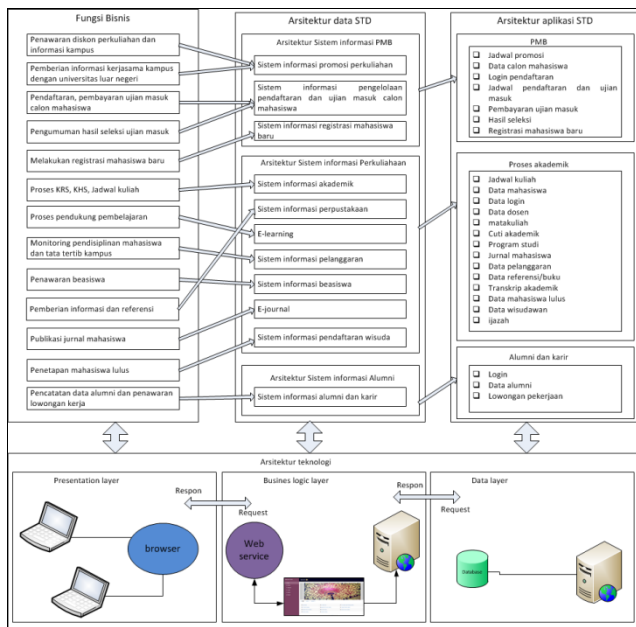 Fungsi Bisnis
Penawaran diskon perkuliahan dan
informasi kampus
Pemberian informasi kerjasama kampus
dengan universitas luar negeri
Pendaftaran, pembayaran ujian masuk
calon mahasiswa
Pengumuman hasil seleksi ujian masuk
Melakukan registrasi mahasiswa baru
Proses KRS, KHS, Jadwal kuliah
Proses pendukung pembelajaran
Monitoring pendisiplinan mahasiswa
dan tata tertib kampus
Penawaran beasiswa
Pemberian informasi dan referensi
Publikasi jurnal mahasiswa
Penetapan mahasiswa lulus
Pencatatan data alumni dan penawaran
lowongan kerja
Arsitektur data STD
Arsitektur Sistem informasi PMB
Sistem informasi promosi perkuliahan
Sistem informasi pengelolaan
pendaftaran dan ujian masuk calon
mahasiswa
Sistem informasi registrasi mahasiswa
baru
Arsitektur Sistem informasi Perkuliahaan
Sistem informasi akademik
Sistem informasi perpustakaan
E-learning
Sistem informasi pelanggaran
Sistem informasi beasiswa
E-journal
Sistem informasi pendaftaran wisuda
Arsitektur Sistem informasi Alumni
Sistem informasi alumni dan karir
Arsitektur aplikasi STD
PMB
Jadwal promosi
Data calon mahasiswa
Login pendaftaran
Jadwal pendaftaran dan ujian
masuk
Pembayaran ujian masuk
Hasil seleksi
Registrasi mahasiswa baru
Proses akademik
Jadwal kuliah
Data mahasiswa
Data login
Data dosen
matakuliah
Cuti akademik
Program studi
Jurnal mahasiswa
Data pelanggaran
Data referensi/buku
Transkrip akademik
Data mahasiswa lulus
Data wisudawan
ijazah
Alumni dan karir
Login
Data alumni
Lowongan pekerjaan
Arsitektur teknologi
Presentation layer
browser
Respon
Request
Busines logic layer
Web
service
Respon
Request
Data layer
Database